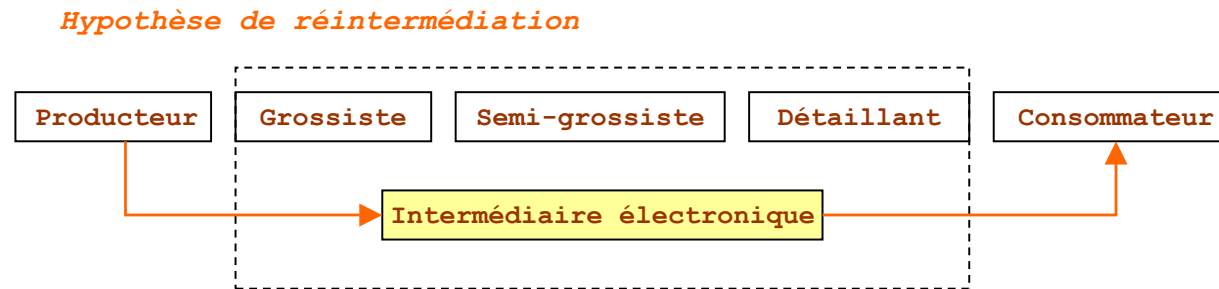 Hypothèse de réintermédiation
Producteur Grossiste Semi-grossiste Détaillant Consommateur
Intermédiaire électronique